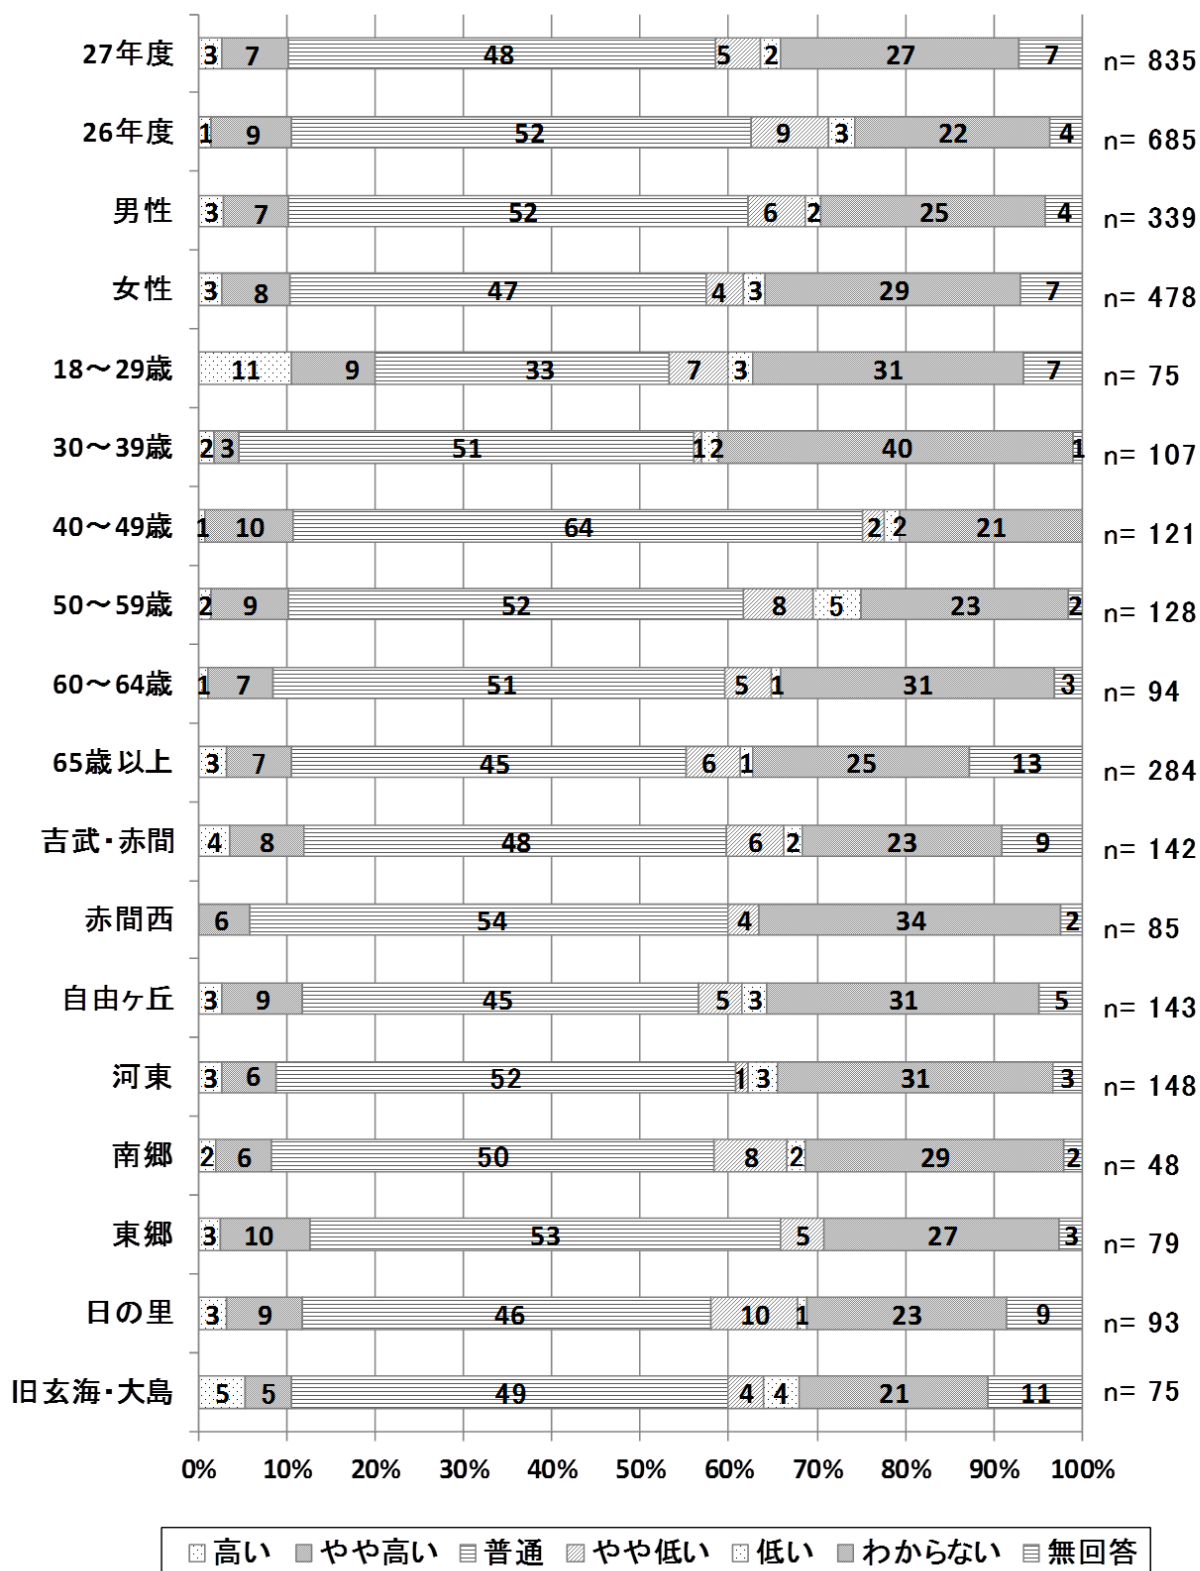 27年度 3 7 48 5 2 27 7 n= 835
26年度 1 9 52 9 3 22 4 n= 685
男性 3 7 52 6 2 25 4 n= 339
女性 3 8 47 4 3 29 7 n= 478
18～29歳 11 9 33 7 3 31 7 n= 75
30～39歳 2 3 51 1 2 40 1 n= 107
40～49歳 1 10 64 2 2 21 n= 121
50～59歳 2 9 52 8 5 23 2 n= 128
60～64歳 1 7 51 5 1 31 3 n= 94
65歳以上 3 7 45 6 1 25 13 n= 284
吉武・赤間 4 8 48 6 2 23 9 n= 142
赤間西 6 54 4 34 2 n= 85
自由ヶ丘 3 9 45 5 3 31 5 n= 143
河東 3 6 52 1 3 31 3 n= 148
南郷 2 6 50 8 2 29 2 n= 48
東郷 3 10 53 5 27 3 n= 79
日の里 3 9 46 10 1 23 9 n= 93
旧玄海・大島 5 5 49 4 4 21 11 n= 75
0% 10% 20% 30% 40% 50% 60% 70% 80% 90% 100%
高い やや高い 普通 やや低い 低い わからない 無回答